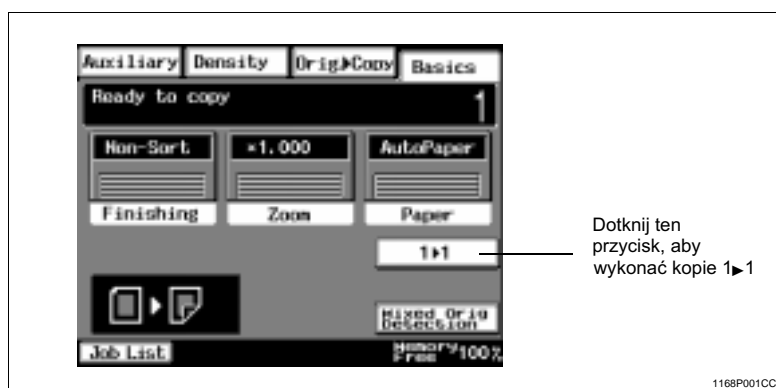 Auxiliary Density Orig▸Copy Basics
Ready to copy 1
Non-Sort ×1.000 AutoPaper
Finishing Zoom Paper
1▸1
Dotknij ten
przycisk, aby
wykonać kopie 1►1
Mixed Orig
Detection
Job List Memory
Free 100%
1168P001CC